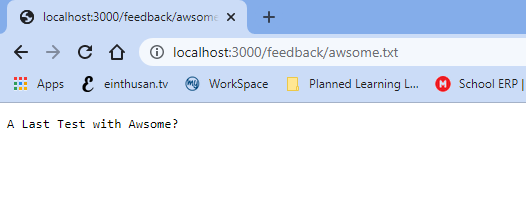 localhost:3000/feedback/awsome
localhost:3000/feedback/awsome.txt
Apps einthusan.tv WorkSpace Planned Learning L... School ERP |
A Last Test with Awsome?